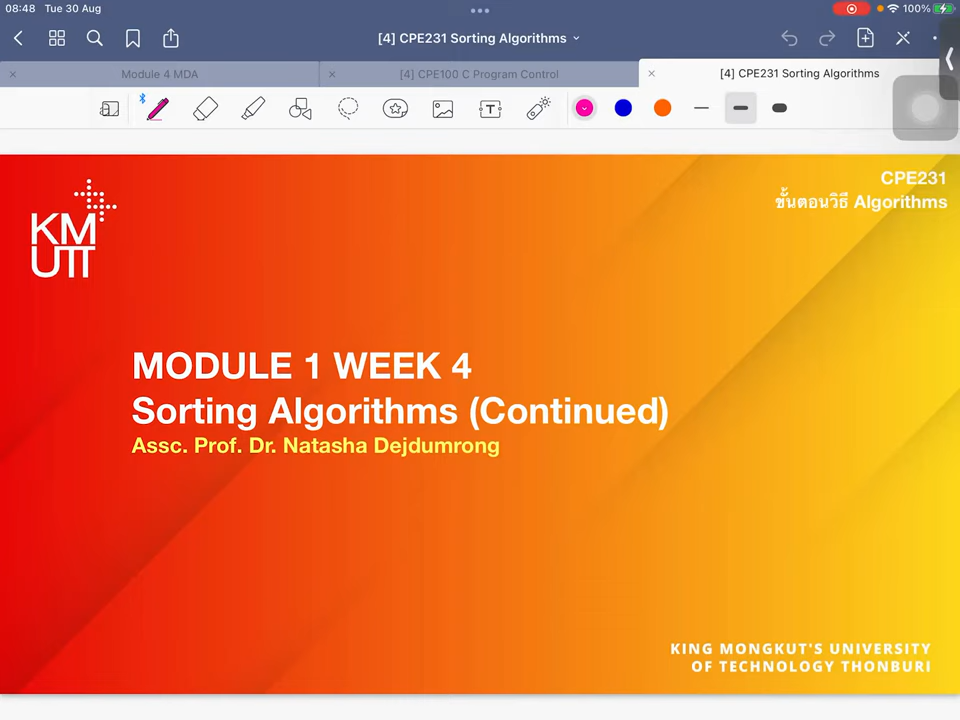 08:48 Tue 30 Aug
100%
[4] CPE231 Sorting Algorithms
Module 4 MDA
[4] CPE100 C Program Control
[4] CPE231 Sorting Algorithms
T
KM
UTT
CPE231
ขั้นตอนวิธี Algorithms
MODULE 1 WEEK 4
Sorting Algorithms (Continued)
Assc. Prof. Dr. Natasha Dejdumrong
KING MONGKUT'S UNIVERSITY
OF TECHNOLOGY THONBURI